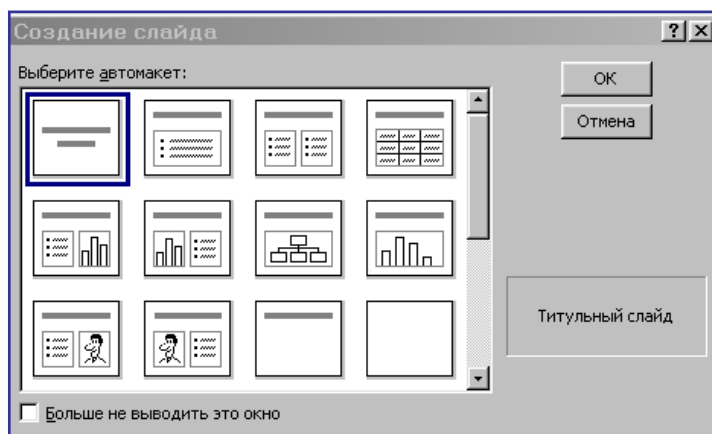 Создание слайда
Выберите автомакет:
ОК
Отмена
Титульный слайд
Больше не выводить это окно